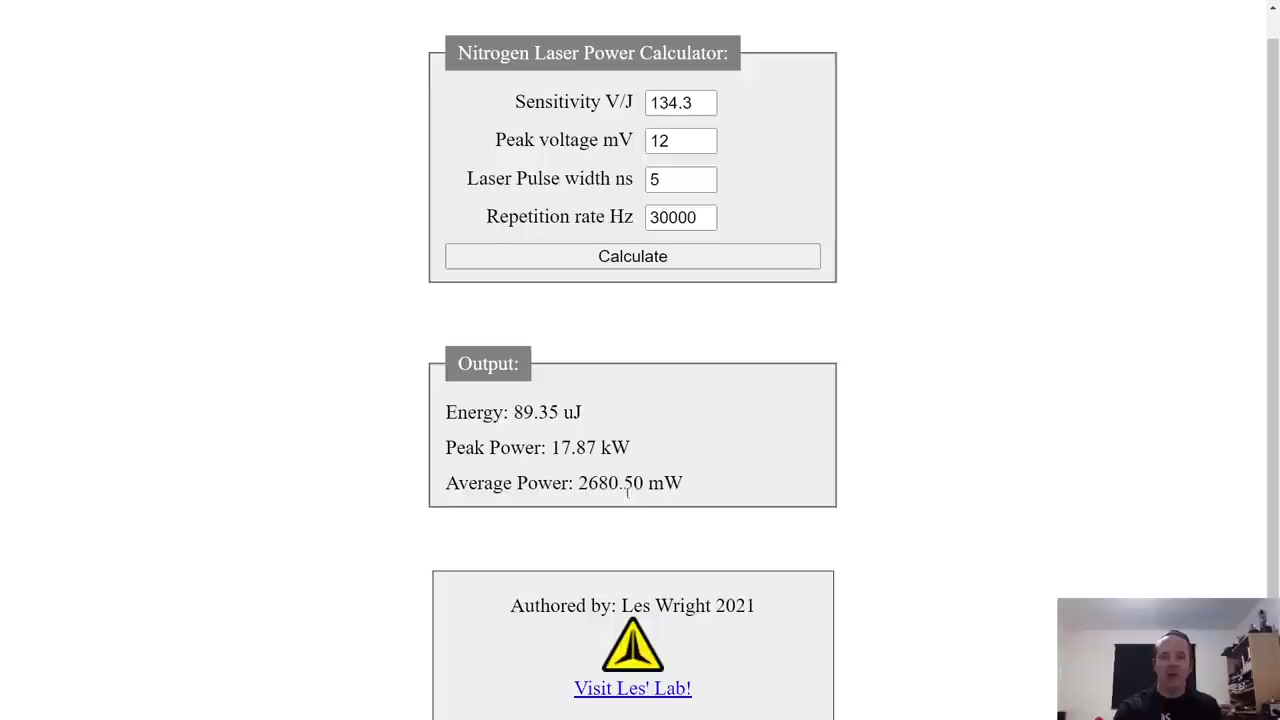 Nitrogen Laser Power Calculator:
Sensitivity V/J 134.3
Peak voltage mV 12
Laser Pulse width ns 5
Repetition rate Hz 30000
Calculate
Output:
Energy: 89.35 uJ
Peak Power: 17.87 kW
Average Power: 2680.50 mW
Authored by: Les Wright 2021
Visit Les' Lab!